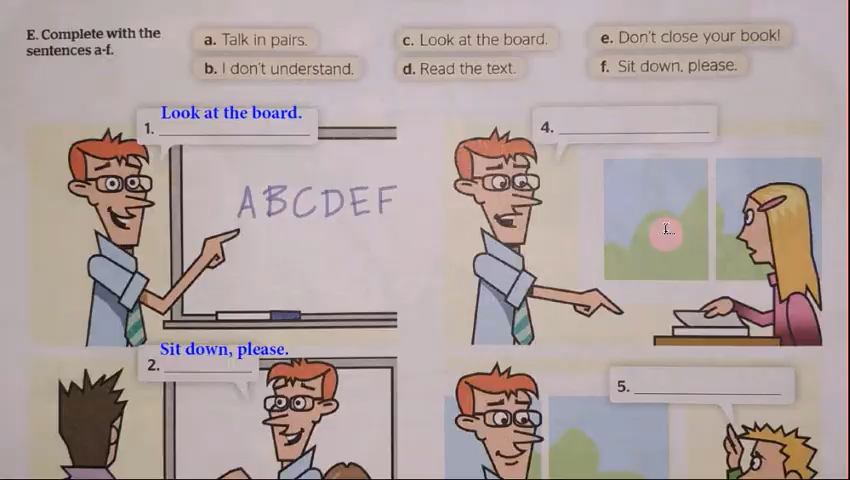 E. Complete with the
sentences a-f.
a. Talk in pairs.
b. I don't understand.
c. Look at the board.
d. Read the text.
e. Don't close your book!
f. Sit down, please.
Look at the board.
1.
ABCDEF
4.
Sit down, please.
2.
5.